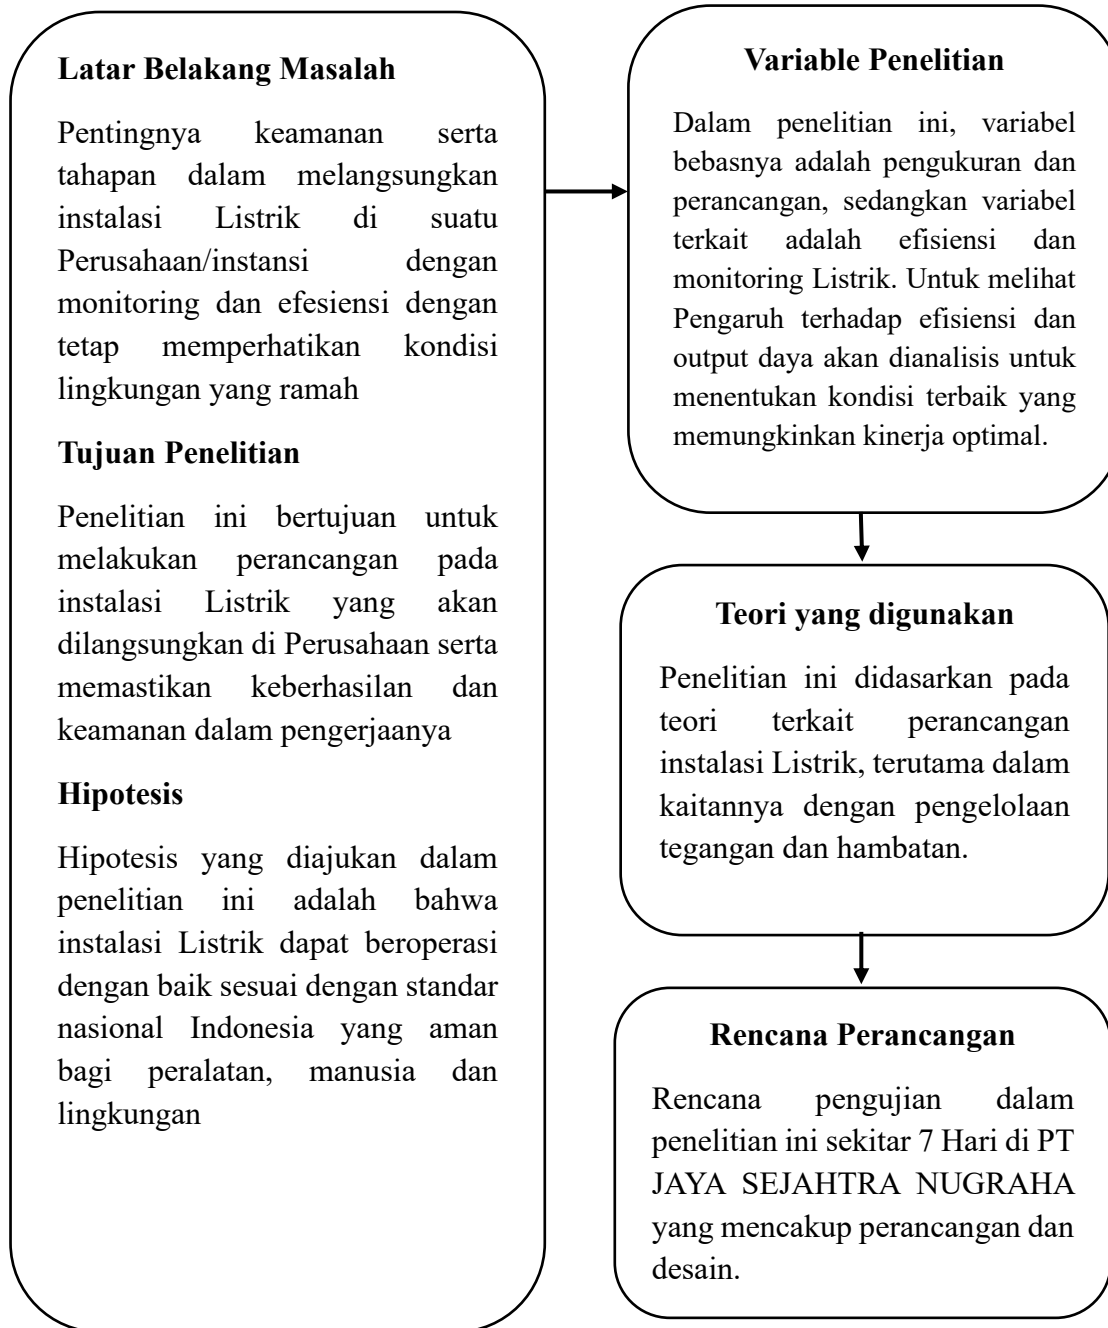 Latar Belakang Masalah
Pentingnya keamanan serta
tahapan dalam melangsungkan
instalasi Listrik di suatu
Perusahaan/instansi dengan
monitoring dan efesiensi dengan
tetap memperhatikan kondisi
lingkungan yang ramah
Tujuan Penelitian
Penelitian ini bertujuan untuk
melakukan perancangan pada
instalasi Listrik yang akan
dilangsungkan di Perusahaan serta
memastikan keberhasilan dan
keamanan dalam pengerjaanya
Hipotesis
Hipotesis yang diajukan dalam
penelitian ini adalah bahwa
instalasi Listrik dapat beroperasi
dengan baik sesuai dengan standar
nasional Indonesia yang aman
bagi peralatan, manusia dan
lingkungan
Variable Penelitian
Dalam penelitian ini, variabel
bebasnya adalah pengukuran dan
perancangan, sedangkan variabel
terkait adalah efisiensi dan
monitoring Listrik. Untuk melihat
Pengaruh terhadap efisiensi dan
output daya akan dianalisis untuk
menentukan kondisi terbaik yang
memungkinkan kinerja optimal.
Teori yang digunakan
Penelitian ini didasarkan pada
teori terkait perancangan
instalasi Listrik, terutama dalam
kaitannya dengan pengelolaan
tegangan dan hambatan.
Rencana Perancangan
Rencana pengujian dalam
penelitian ini sekitar 7 Hari di PT
JAYA SEJAHTRA NUGRAHA
yang mencakup perancangan dan
desain.